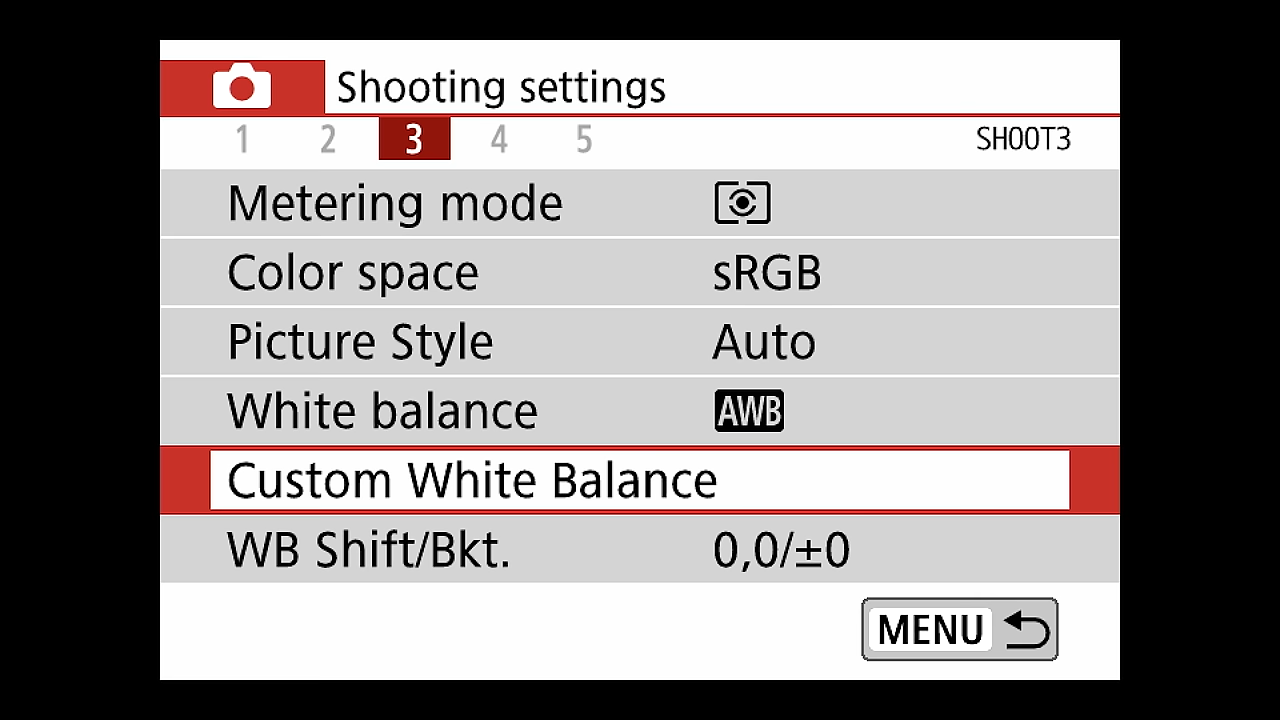 Shooting settings
1 2 3 4 5 SHOOT3
Metering mode
Color space sRGB
Picture Style Auto
White balance AWB
Custom White Balance
WB Shift/Bkt. 0,0/±0
MENU